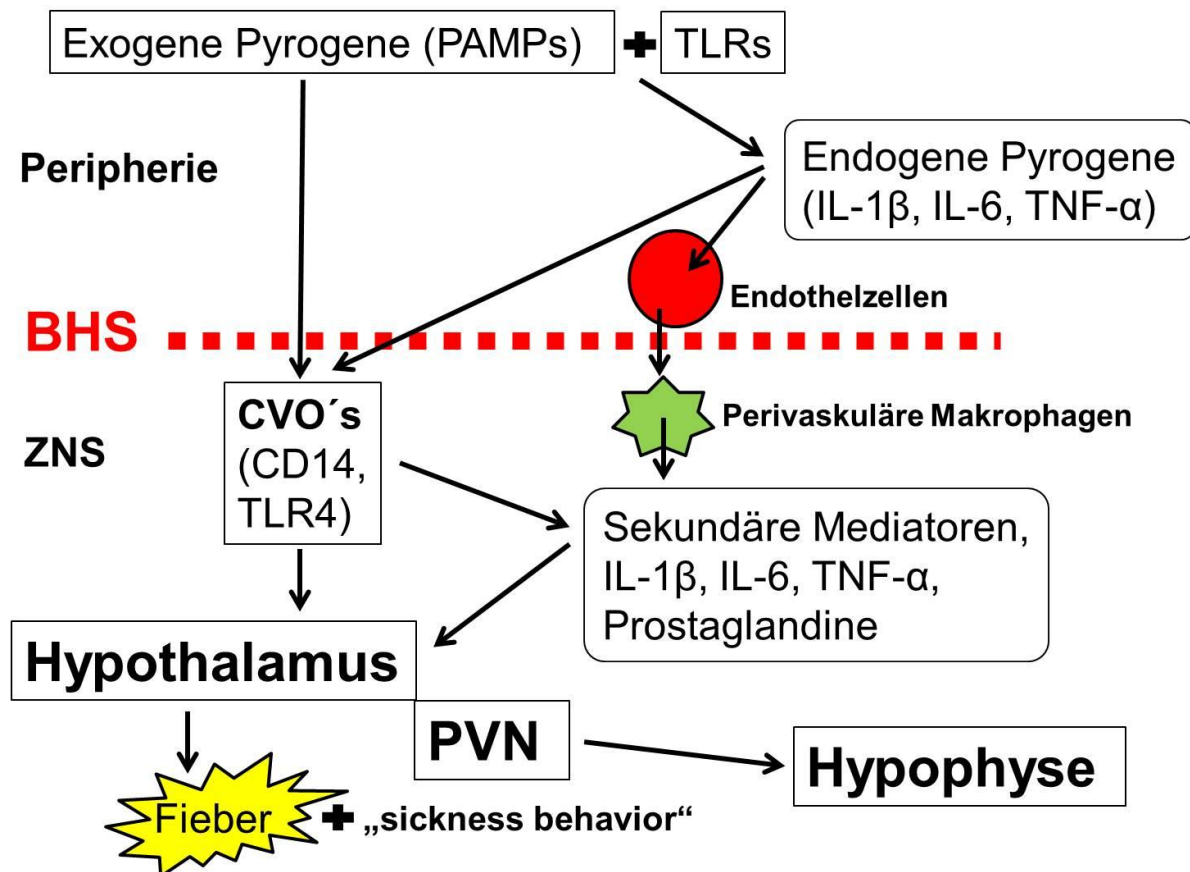 Exogene Pyrogene (PAMPs)
TLRs
Peripherie
Endogene Pyrogene
(IL-1β, IL-6, TNF-α)
Endothelzellen
BHS
CVO´s
(CD14,
TLR4)
Perivaskuläre Makrophagen
ZNS
Sekundäre Mediatoren,
IL-1β, IL-6, TNF-α,
Prostaglandine
Hypothalamus
PVN
Hypophyse
Fieber
„sickness behavior“